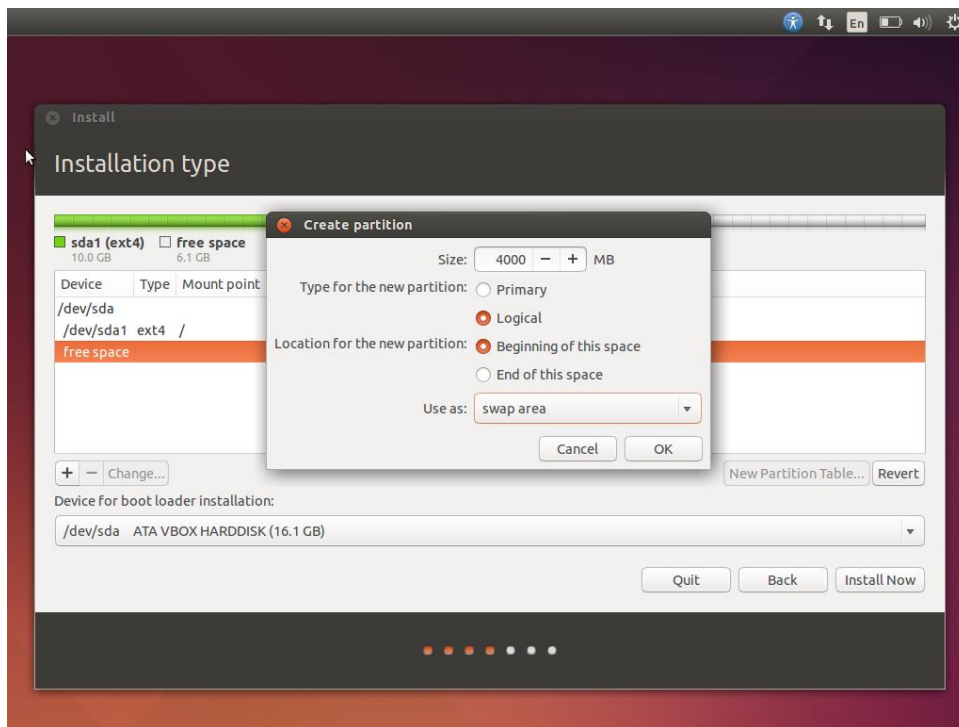 En
Install
Installation type
Create partition
Size: 4000 − + MB
sda1 (ext4) free space
10.0 GB 6.1 GB
Type for the new partition: Primary
Logical
Location for the new partition: Beginning of this space
End of this space
Use as: swap area
Cancel OK
Device Type Mount point
/dev/sda
/dev/sda1 ext4 /
free space
+ − Change... New Partition Table... Revert
Device for boot loader installation:
/dev/sda ATA VBOX HARDDISK (16.1 GB)
Quit Back Install Now